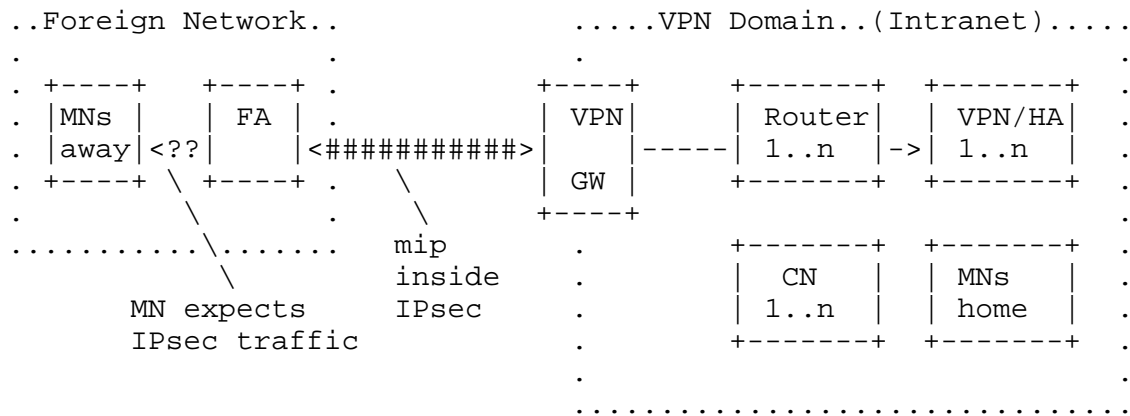 ..Foreign Network..                 .....VPN Domain..(Intranet).....
.                 .                 .                              .
.  +----+   +----+ .              +----+      +-------+  +-------+  .
.  |MNs |   | FA | .              | VPN|      | Router|  | VPN/HA|  .
.  |away|<??|    |<###########>|    |-----| 1..n  |->| 1..n  |  .
.  +----+ \ +----+ .    \         | GW |      +-------+  +-------+  .
.          \       .     \        +----+                            .
............\.......    mip         .         +-------+  +-------+  .
             \          inside      .         |  CN   |  | MNs   |  .
       MN expects       IPsec       .         | 1..n  |  | home  |  .
       IPsec traffic                .         +-------+  +-------+  .
                                    .                               .
                                    .................................